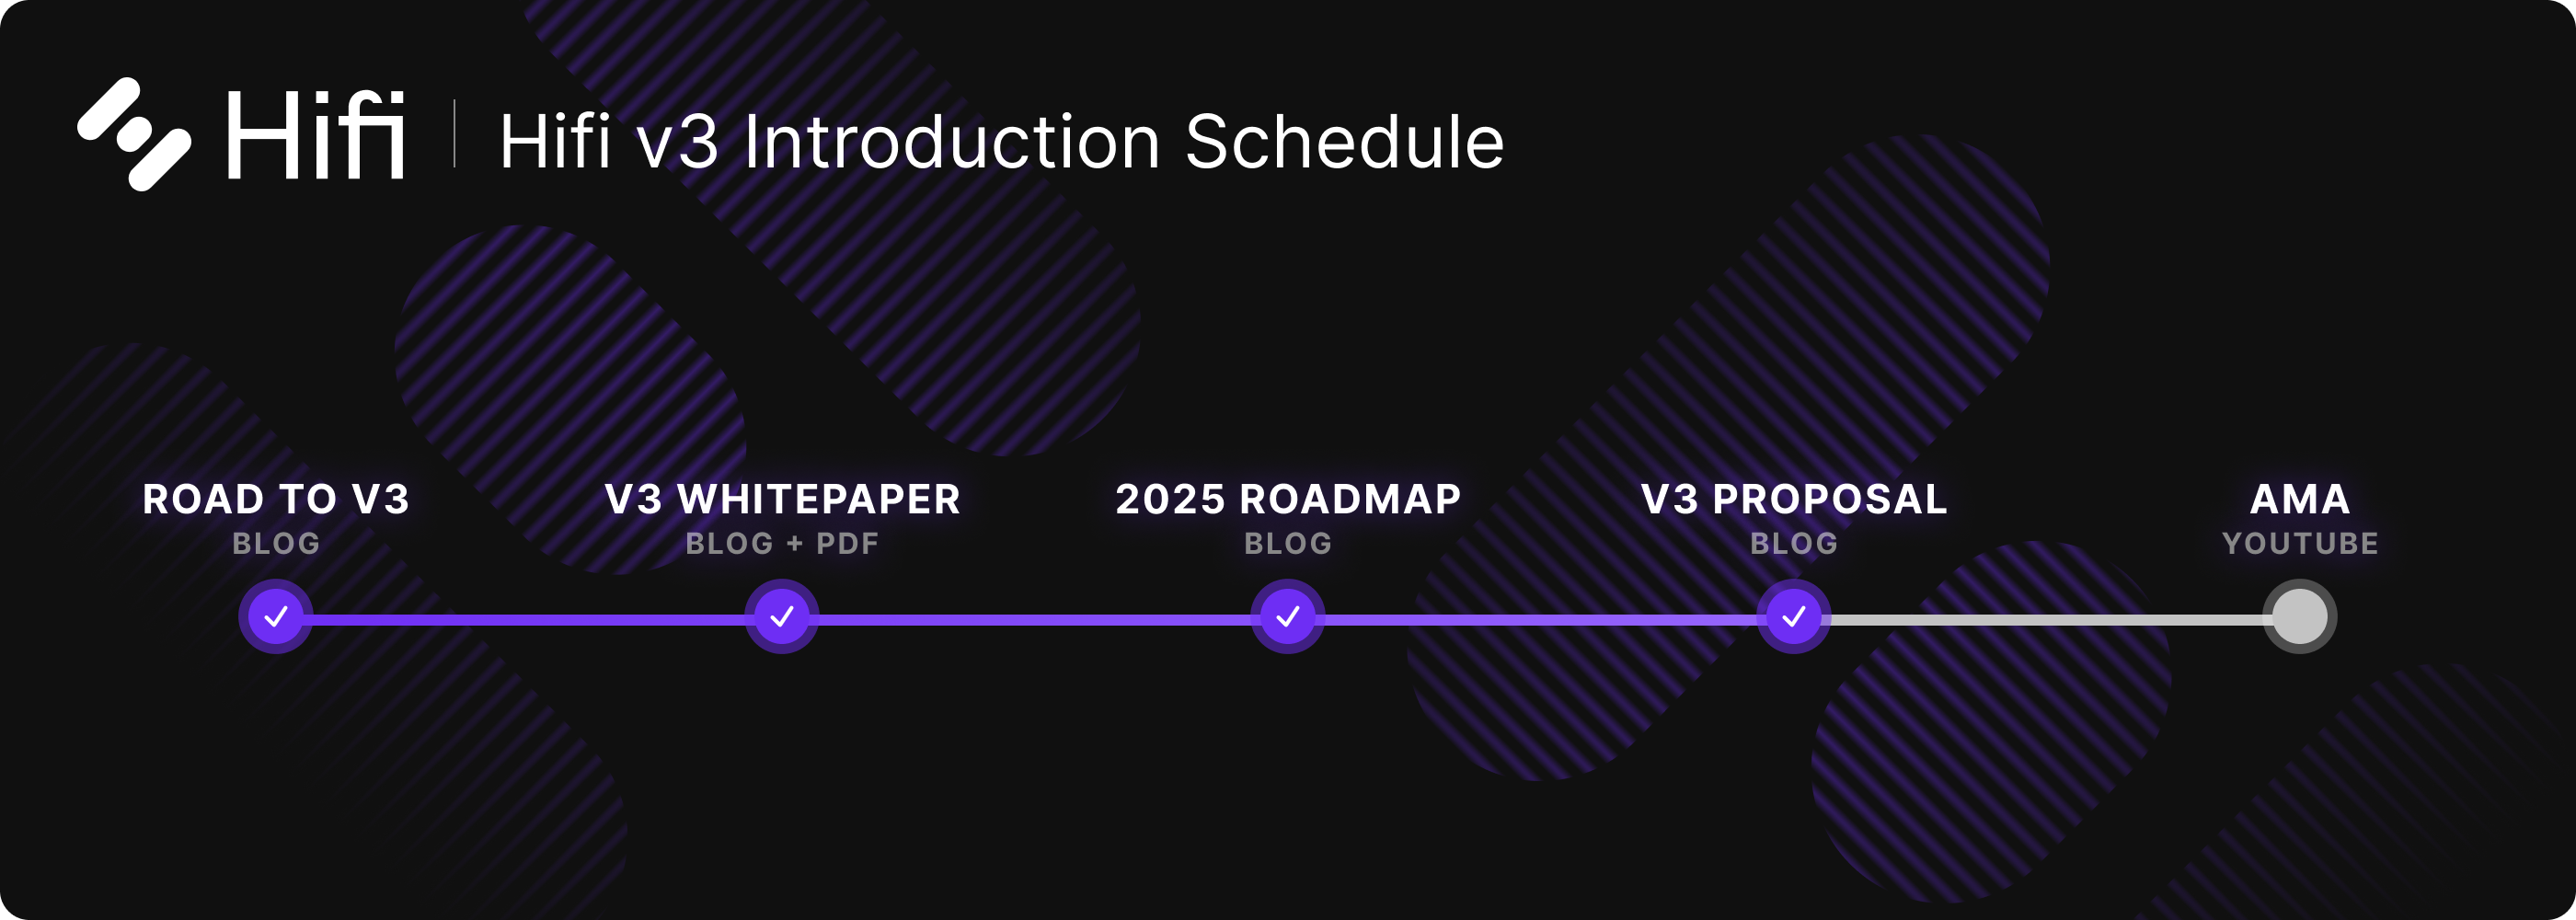 Hifi
Hifi v3 Introduction Schedule
ROAD TO V3
BLOG
V3 WHITEPAPER
BLOG + PDF
2025 ROADMAP
BLOG
V3 PROPOSAL
BLOG
AMA
YOUTUBE